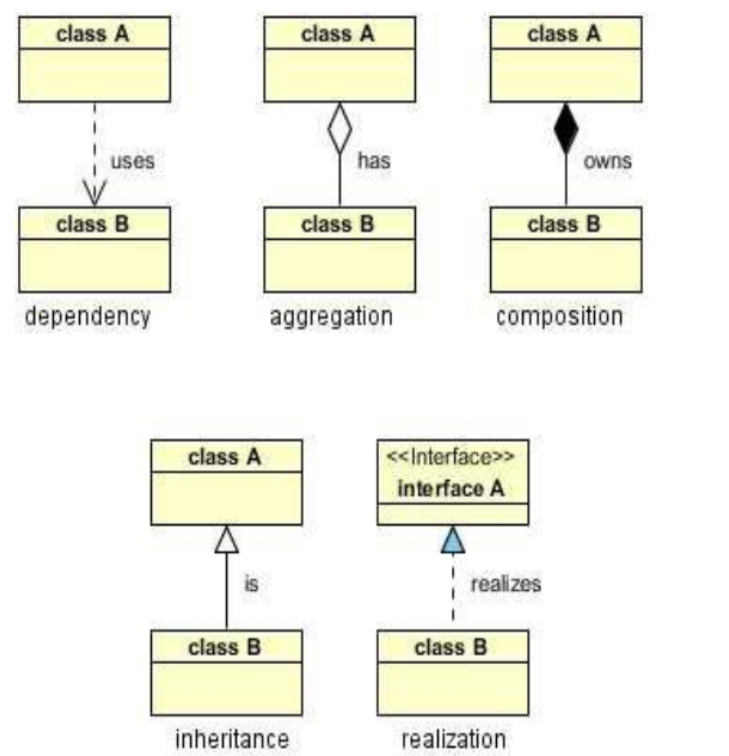 class A
class A
class A
uses
has
owns
class B
class B
class B
dependency
aggregation
composition
class A
<<Interface>>
interface A
is
realizes
class B
class B
inheritance
realization